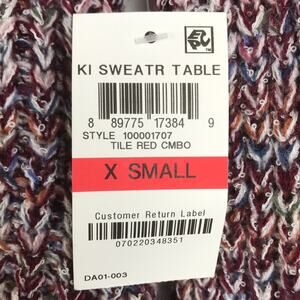 KI SWEATR TABLE
8 89775 17384 9
STYLE 100001707
TILE RED CMBO
X SMALL
Customer Return Label
070220348351
DA01-003